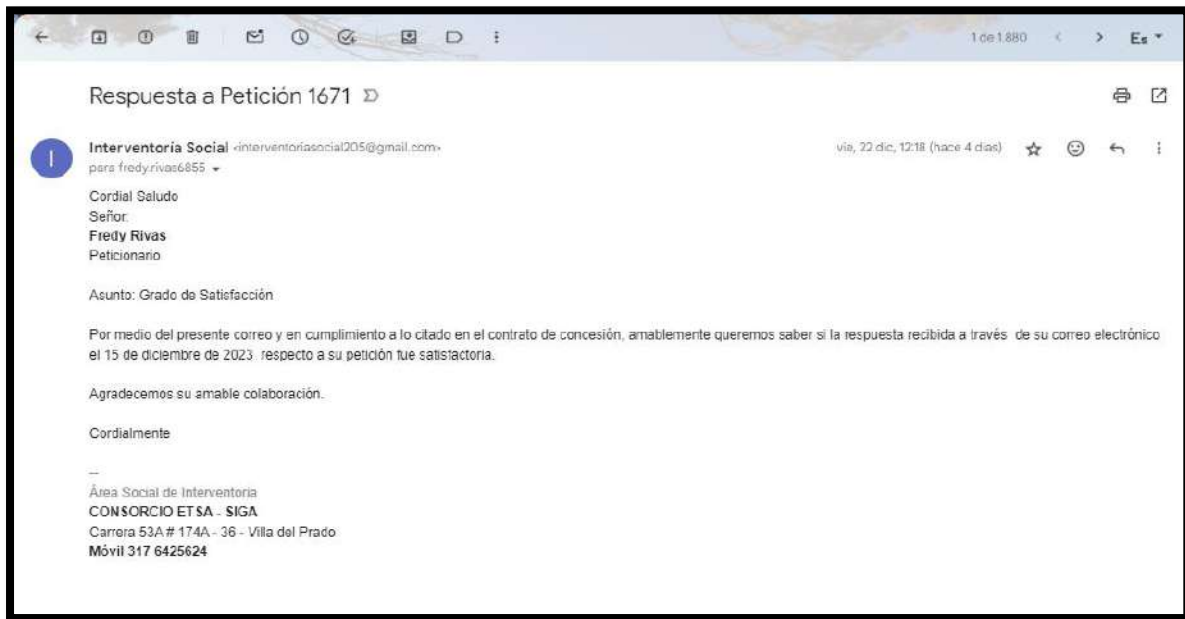 1 de 1.880
Es
Respuesta a Petición 1671
I
Interventoría Social <interventoriasocial205@gmail.com>
vie, 22 dic, 12:18 (hace 4 días)
para fredy.rivas6855
Cordial Saludo
Señor:
Fredy Rivas
Peticionario
Asunto: Grado de Satisfacción
Por medio del presente correo y en cumplimiento a lo citado en el contrato de concesión, amablemente queremos saber si la respuesta recibida a través de su correo electrónico
el 15 de diciembre de 2023 respecto a su petición fue satisfactoria.
Agradecemos su amable colaboración.
Cordialmente
--
Área Social de Interventoria
CONSORCIO ETSA - SIGA
Carrera 53A # 174A - 36 - Villa del Prado
Móvil 317 6425624